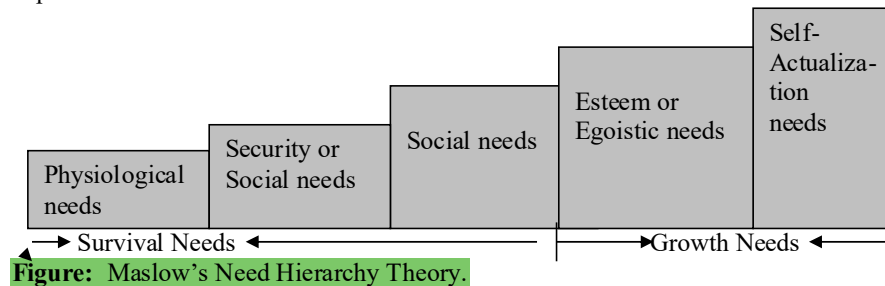 Physiological
needs
Security or
Social needs
Social needs
Esteem or
Egoistic needs
Self-
Actualiza-
tion
needs
Survival Needs
Growth Needs
Figure: Maslow's Need Hierarchy Theory.